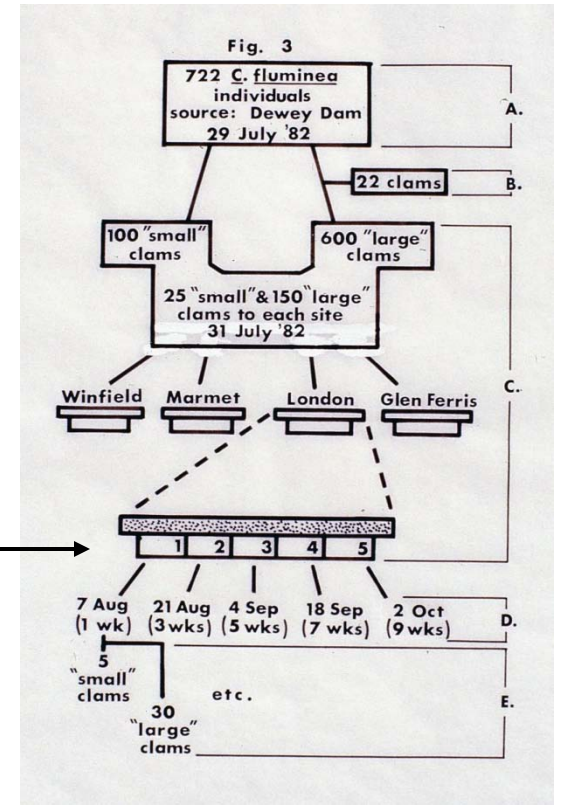 Fig. 3
722 C. fluminea
individuals
source: Dewey Dam
29 July '82
A.
22 clams
B.
100 "small"
clams
600 "large"
clams
25 "small" & 150 "large"
clams to each site
31 July '82
C.
Winfield
Marmet
London
Glen Ferris
1 2 3 4 5
7 Aug
(1 wk)
21 Aug
(3 wks)
4 Sep
(5 wks)
18 Sep
(7 wks)
2 Oct
(9 wks)
D.
5
"small"
clams
etc.
30
"large"
clams
E.